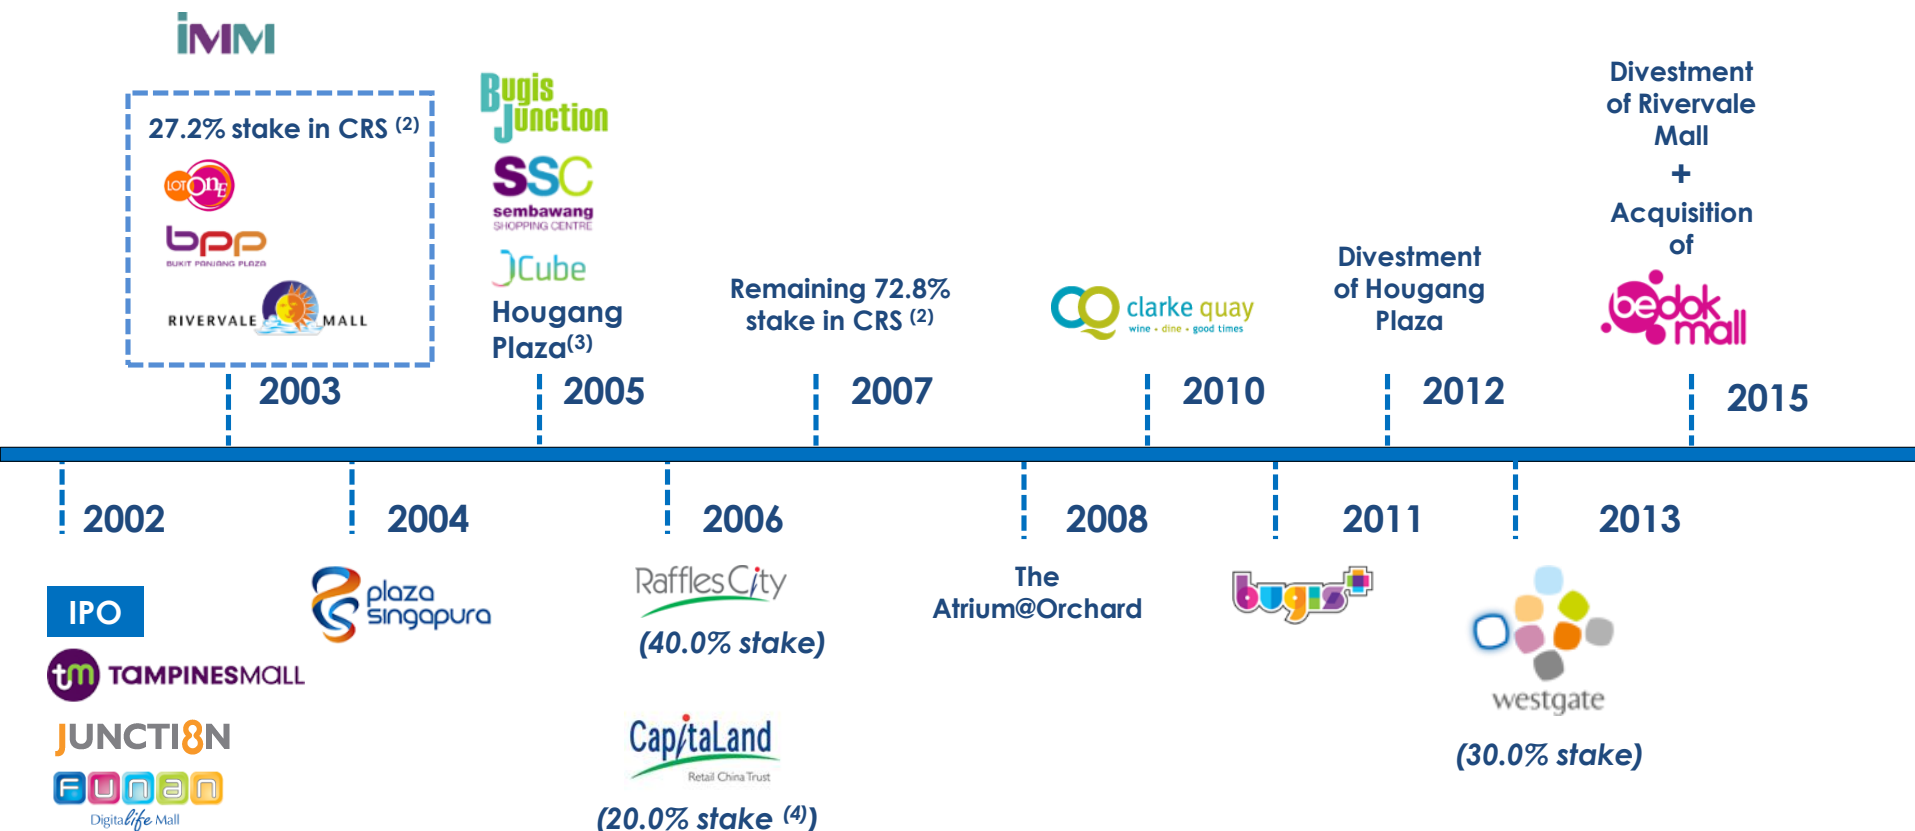 iMM
27.2% stake in CRS (2)
LOT OnE
bpp
BUKIT PANJANG PLAZA
RIVERVALE MALL
2003
Bugis
Junction
SSC
sembawang
SHOPPING CENTRE
JCube
Hougang
Plaza(3)
2005
Remaining 72.8%
stake in CRS (2)
2007
CQ clarke quay
wine • dine • good times
2010
Divestment
of Hougang
Plaza
2012
Divestment
of Rivervale
Mall
+
Acquisition
of
bedok
mall
2015
2002
IPO
tm TAMPINESMALL
JUNCTI8N
Funan
Digitalife Mall
2004
plaza
singapura
2006
Raffles City
(40.0% stake)
CapitaLand
Retail China Trust
(20.0% stake (4))
2008
The
Atrium@Orchard
2011
bugis+
2013
westgate
(30.0% stake)